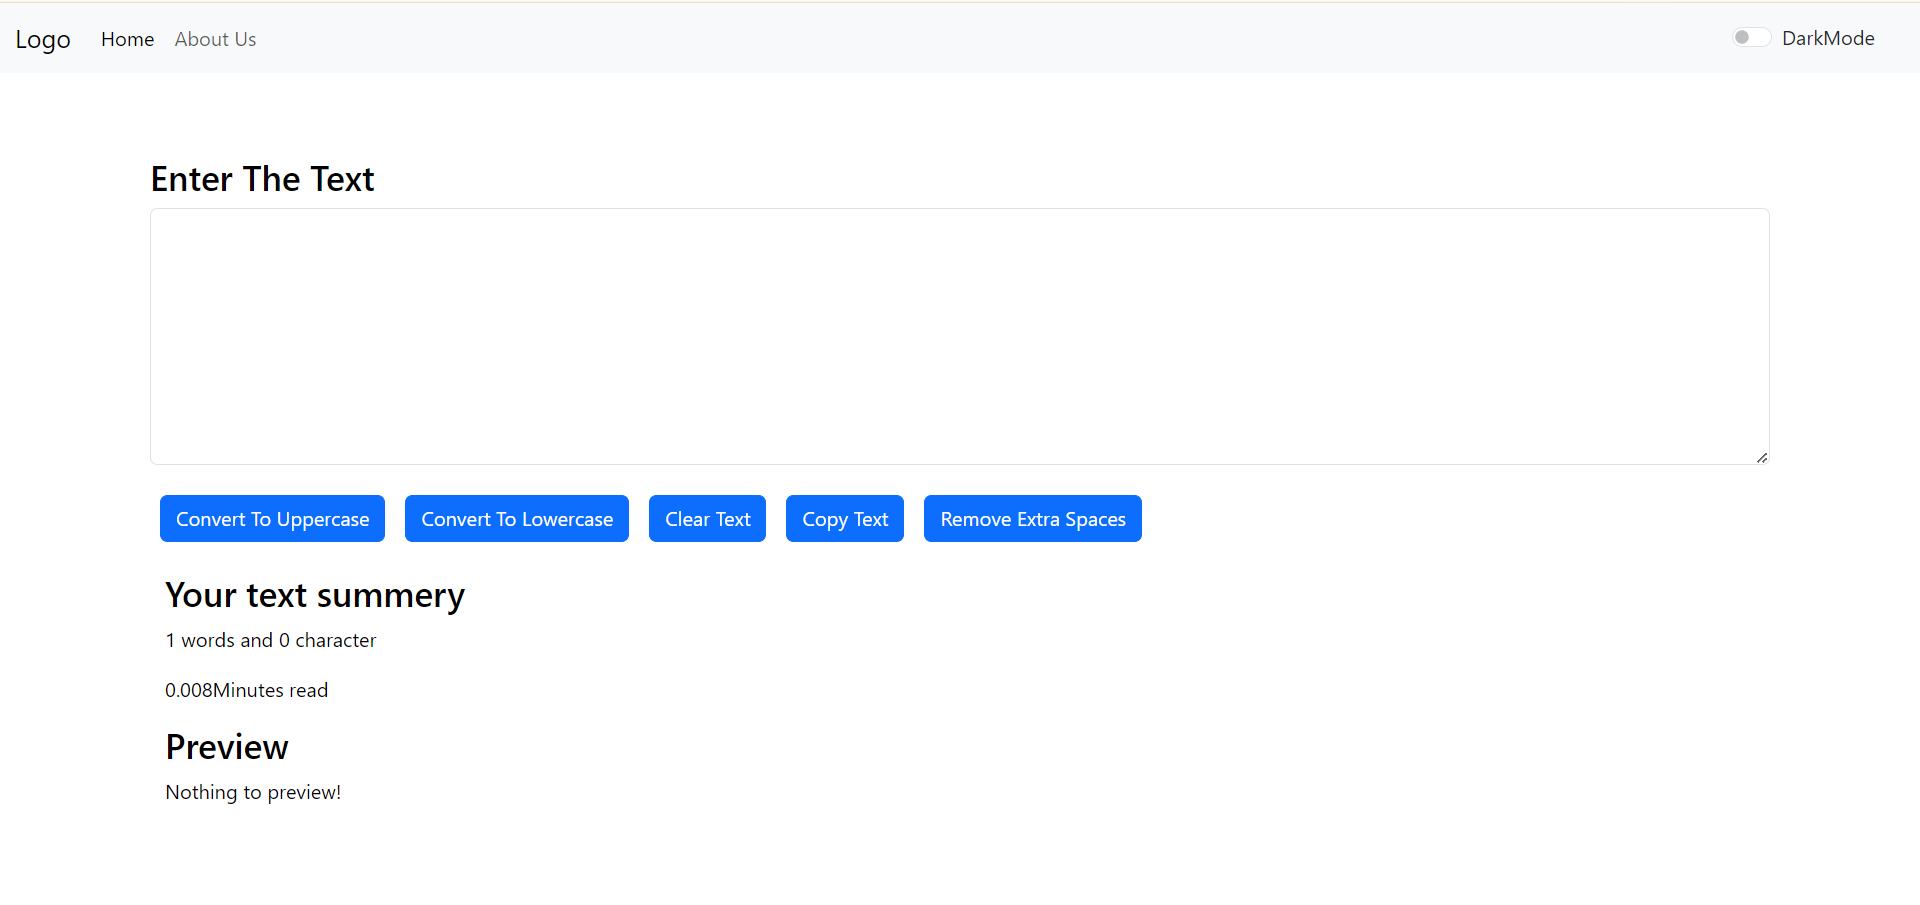 Logo Home About Us DarkMode
Enter The Text
Convert To Uppercase Convert To Lowercase Clear Text Copy Text Remove Extra Spaces
Your text summery
1 words and 0 character
0.008Minutes read
Preview
Nothing to preview!